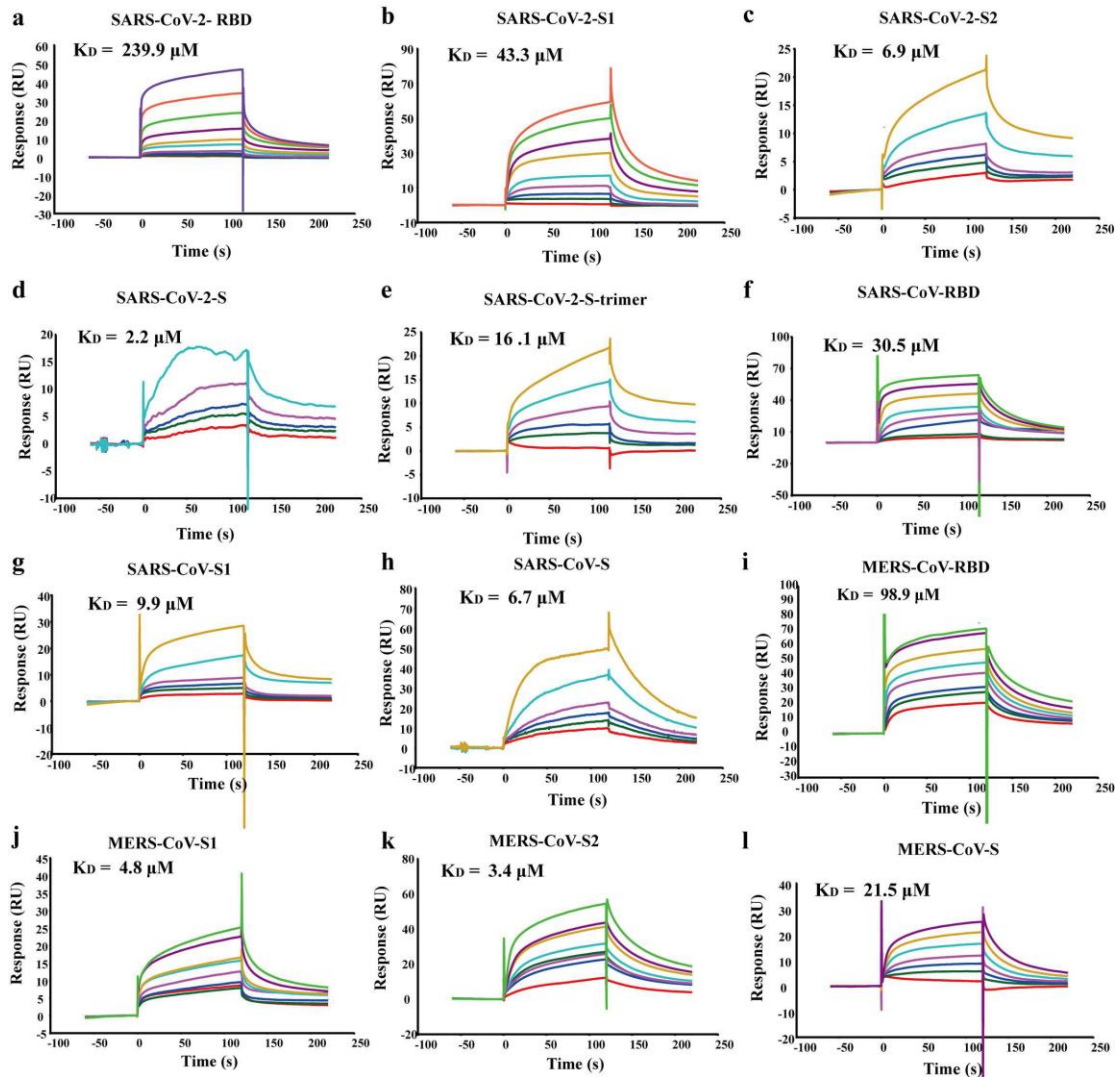 a
SARS-CoV-2- RBD
KD = 239.9 µM
Response (RU)
60
50
40
30
20
10
0
-10
-20
-30
-100 -50 0 50 100 150 200 250
Time (s)
b
SARS-CoV-2-S1
KD = 43.3 µM
Response (RU)
90
70
50
30
10
-10
-100 -50 0 50 100 150 200 250
Time (s)
c
SARS-CoV-2-S2
KD = 6.9 µM
Response (RU)
25
20
15
10
5
0
-5
-100 -50 0 50 100 150 200 250
Time (s)
d
SARS-CoV-2-S
KD = 2.2 µM
Response (RU)
20
15
10
5
0
-5
-10
-100 -50 0 50 100 150 200 250
Time (s)
e
SARS-CoV-2-S-trimer
KD = 16 .1 µM
Response (RU)
25
20
15
10
5
0
-5
-10
-100 -50 0 50 100 150 200 250
Time (s)
f
SARS-CoV-RBD
KD = 30.5 µM
Response (RU)
100
70
40
10
-20
-50
-100 -50 0 50 100 150 200 250
Time (s)
g
SARS-CoV-S1
KD = 9.9 µM
Response (RU)
40
30
20
10
0
-10
-20
-100 -50 0 50 100 150 200 250
Time (s)
h
SARS-CoV-S
KD = 6.7 µM
Response (RU)
80
70
60
50
40
30
20
10
0
-10
-100 -50 0 50 100 150 200 250
Time (s)
i
MERS-CoV-RBD
KD = 98.9 µM
Response (RU)
100
90
80
70
60
50
40
30
20
10
0
-10
-20
-30
-100 -50 0 50 100 150 200 250
Time (s)
j
MERS-CoV-S1
KD = 4.8 µM
Response (RU)
45
40
35
30
25
20
15
10
5
0
-5
-100 -50 0 50 100 150 200 250
Time (s)
k
MERS-CoV-S2
KD = 3.4 µM
Response (RU)
80
60
40
20
0
-20
-100 -50 0 50 100 150 200 250
Time (s)
l
MERS-CoV-S
KD = 21.5 µM
Response (RU)
40
30
20
10
0
-10
-20
-100 -50 0 50 100 150 200 250
Time (s)